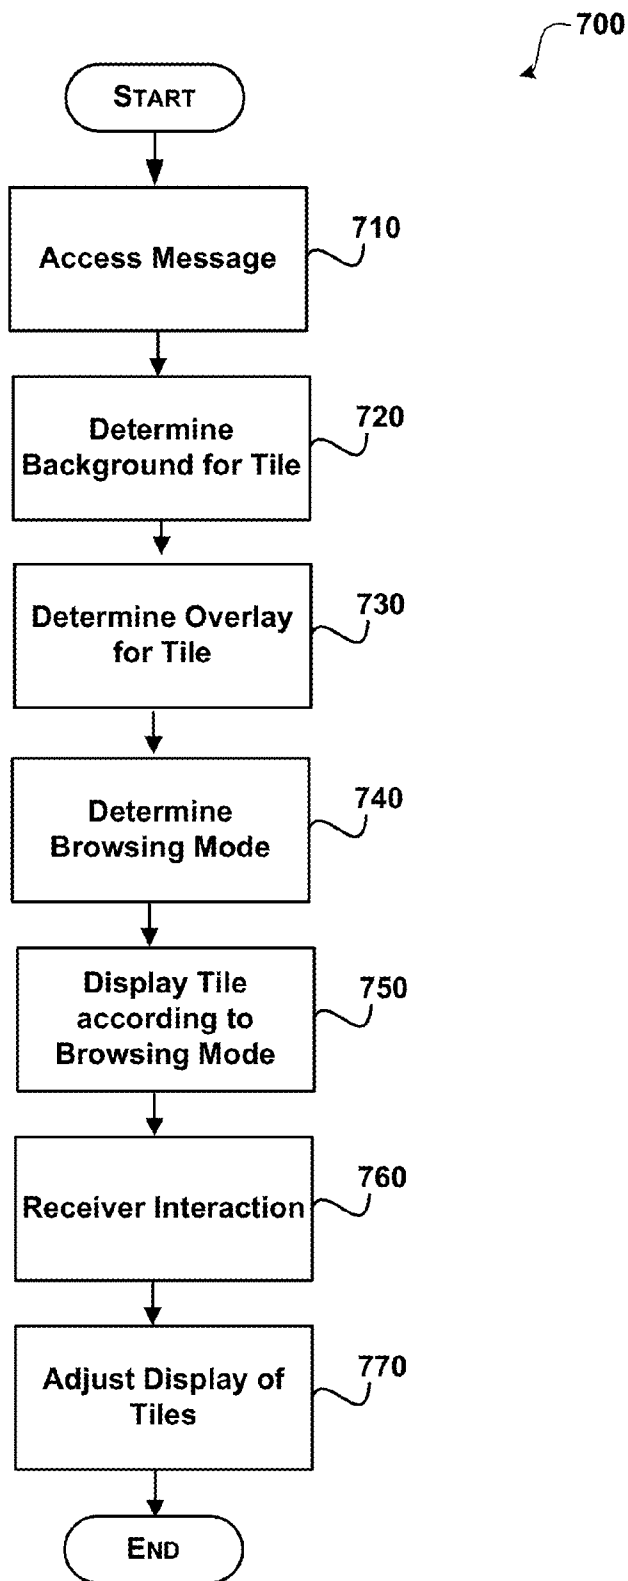 700
START
Access Message
710
Determine
Background for Tile
720
Determine Overlay
for Tile
730
Determine
Browsing Mode
740
Display Tile
according to
Browsing Mode
750
Receiver Interaction
760
Adjust Display of
Tiles
770
END